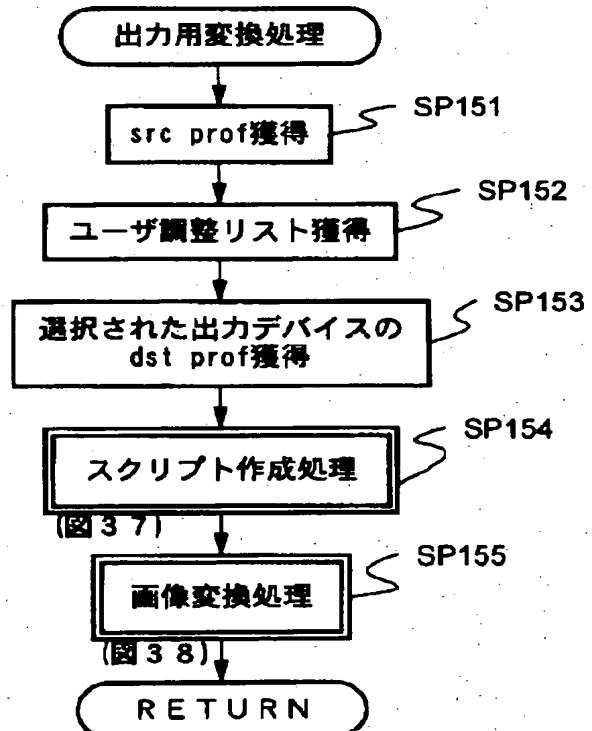 出力用変換処理
SP151
src prof獲得
SP152
ユーザ調整リスト獲得
SP153
選択された出力デバイスの
dst prof獲得
SP154
スクリプト作成処理
(図37)
SP155
画像変換処理
(図38)
RETURN